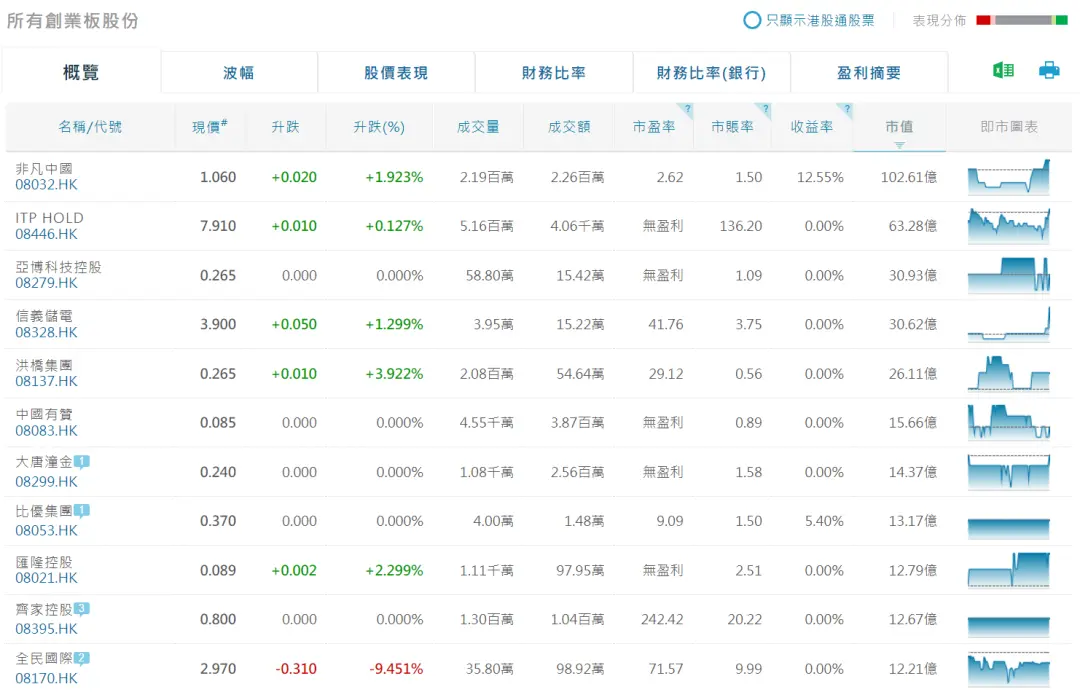 所有創業板股份
只顯示港股通股票 表現分佈
概覽 波幅 股價表現 財務比率 財務比率(銀行) 盈利摘要
名稱/代號 現價# 升跌 升跌(%) 成交量 成交額 市盈率? 市賬率? 收益率? 市值 即市圖表
非凡中國
08032.HK 1.060 +0.020 +1.923% 2.19百萬 2.26百萬 2.62 1.50 12.55% 102.61億
ITP HOLD
08446.HK 7.910 +0.010 +0.127% 5.16百萬 4.06千萬 無盈利 136.20 0.00% 63.28億
亞博科技控股
08279.HK 0.265 0.000 0.000% 58.80萬 15.42萬 無盈利 1.09 0.00% 30.93億
信義儲電
08328.HK 3.900 +0.050 +1.299% 3.95萬 15.22萬 41.76 3.75 0.00% 30.62億
洪橋集團
08137.HK 0.265 +0.010 +3.922% 2.08百萬 54.64萬 29.12 0.56 0.00% 26.11億
中國有贊
08083.HK 0.085 0.000 0.000% 4.55千萬 3.87百萬 無盈利 0.89 0.00% 15.66億
大唐潼金 1
08299.HK 0.240 0.000 0.000% 1.08千萬 2.56百萬 無盈利 1.58 0.00% 14.37億
比優集團 1
08053.HK 0.370 0.000 0.000% 4.00萬 1.48萬 9.09 1.50 5.40% 13.17億
匯隆控股
08021.HK 0.089 +0.002 +2.299% 1.11千萬 97.95萬 無盈利 2.51 0.00% 12.79億
齊家控股 3
08395.HK 0.800 0.000 0.000% 1.30百萬 1.04百萬 242.42 20.22 0.00% 12.67億
全民國際 2
08170.HK 2.970 -0.310 -9.451% 35.80萬 98.92萬 71.57 9.99 0.00% 12.21億